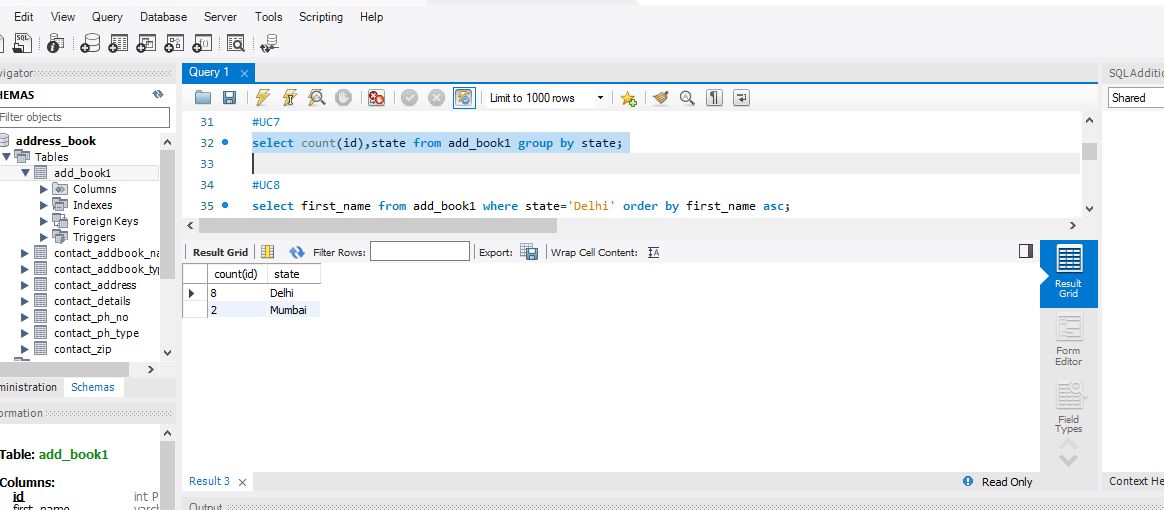 Edit View Query Database Server Tools Scripting Help
Query 1
SQLAdditio
HEMAS
Limit to 1000 rows
Shared
Filter objects
31 #UC7
address_book
32 select count(id),state from add_book1 group by state;
Tables
33
add_book1
34 #UC8
Columns
35 select first_name from add_book1 where state='Delhi' order by first_name asc;
Indexes
Foreign Keys
Triggers
contact_addbook_na
contact_addbook_typ
contact_address
contact_details
contact_ph_no
contact_ph_type
contact_zip
Result Grid Filter Rows: Export: Wrap Cell Content:
count(id) state
8 Delhi
2 Mumbai
Result
Grid
Form
Editor
Field
Types
ministration Schemas
ormation
Table: add_book1
Columns:
id int P
first_name varch
Result 3
Read Only
Context He
Output